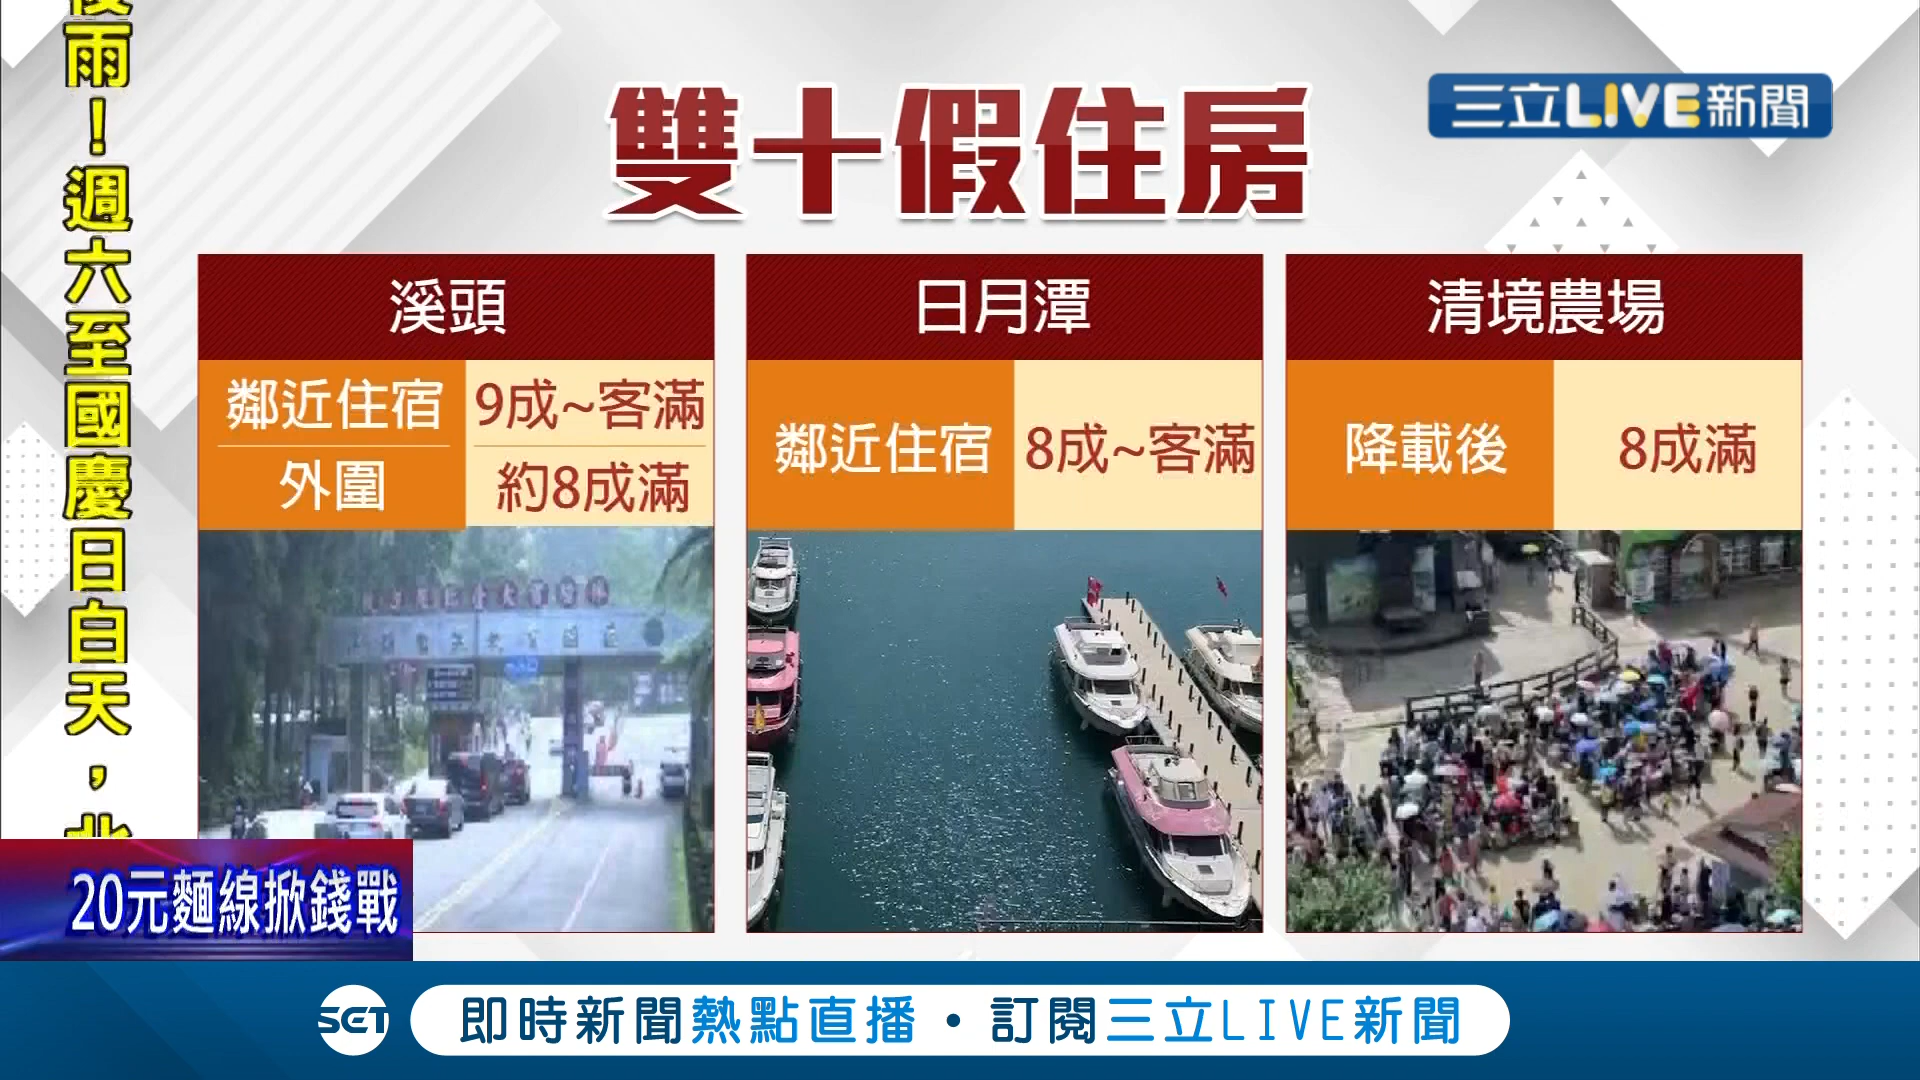 雨！週六至國慶日白天，北
雙十假住房
三立LIVE新聞
溪頭
鄰近住宿 9成~客滿
外圍 約8成滿
日月潭
鄰近住宿 8成~客滿
清境農場
降載後 8成滿
20元麵線掀錢戰
SET 即時新聞熱點直播・訂閱三立LIVE新聞